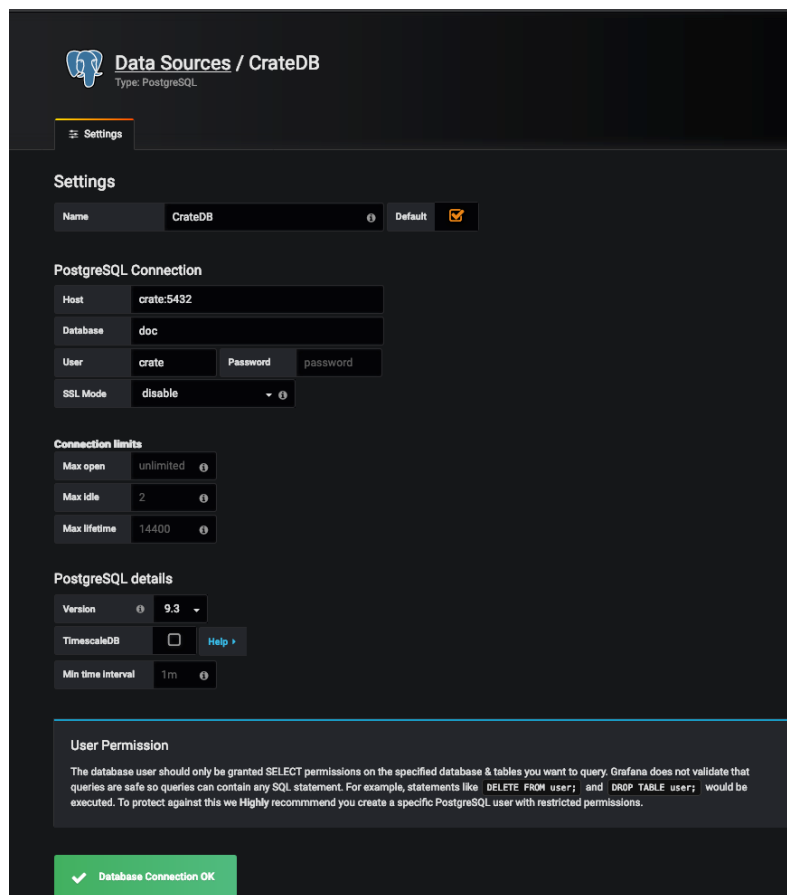 Data Sources / CrateDB
Type: PostgreSQL
Settings
Settings
Name CrateDB Default
PostgreSQL Connection
Host crate:5432
Database doc
User crate Password password
SSL Mode disable
Connection limits
Max open unlimited
Max idle 2
Max lifetime 14400
PostgreSQL details
Version 9.3
TimescaleDB Help
Min time interval 1m
User Permission
The database user should only be granted SELECT permissions on the specified database & tables you want to query. Grafana does not validate that
queries are safe so queries can contain any SQL statement. For example, statements like DELETE FROM user; and DROP TABLE user; would be
executed. To protect against this we Highly recommmend you create a specific PostgreSQL user with restricted permissions.
Database Connection OK